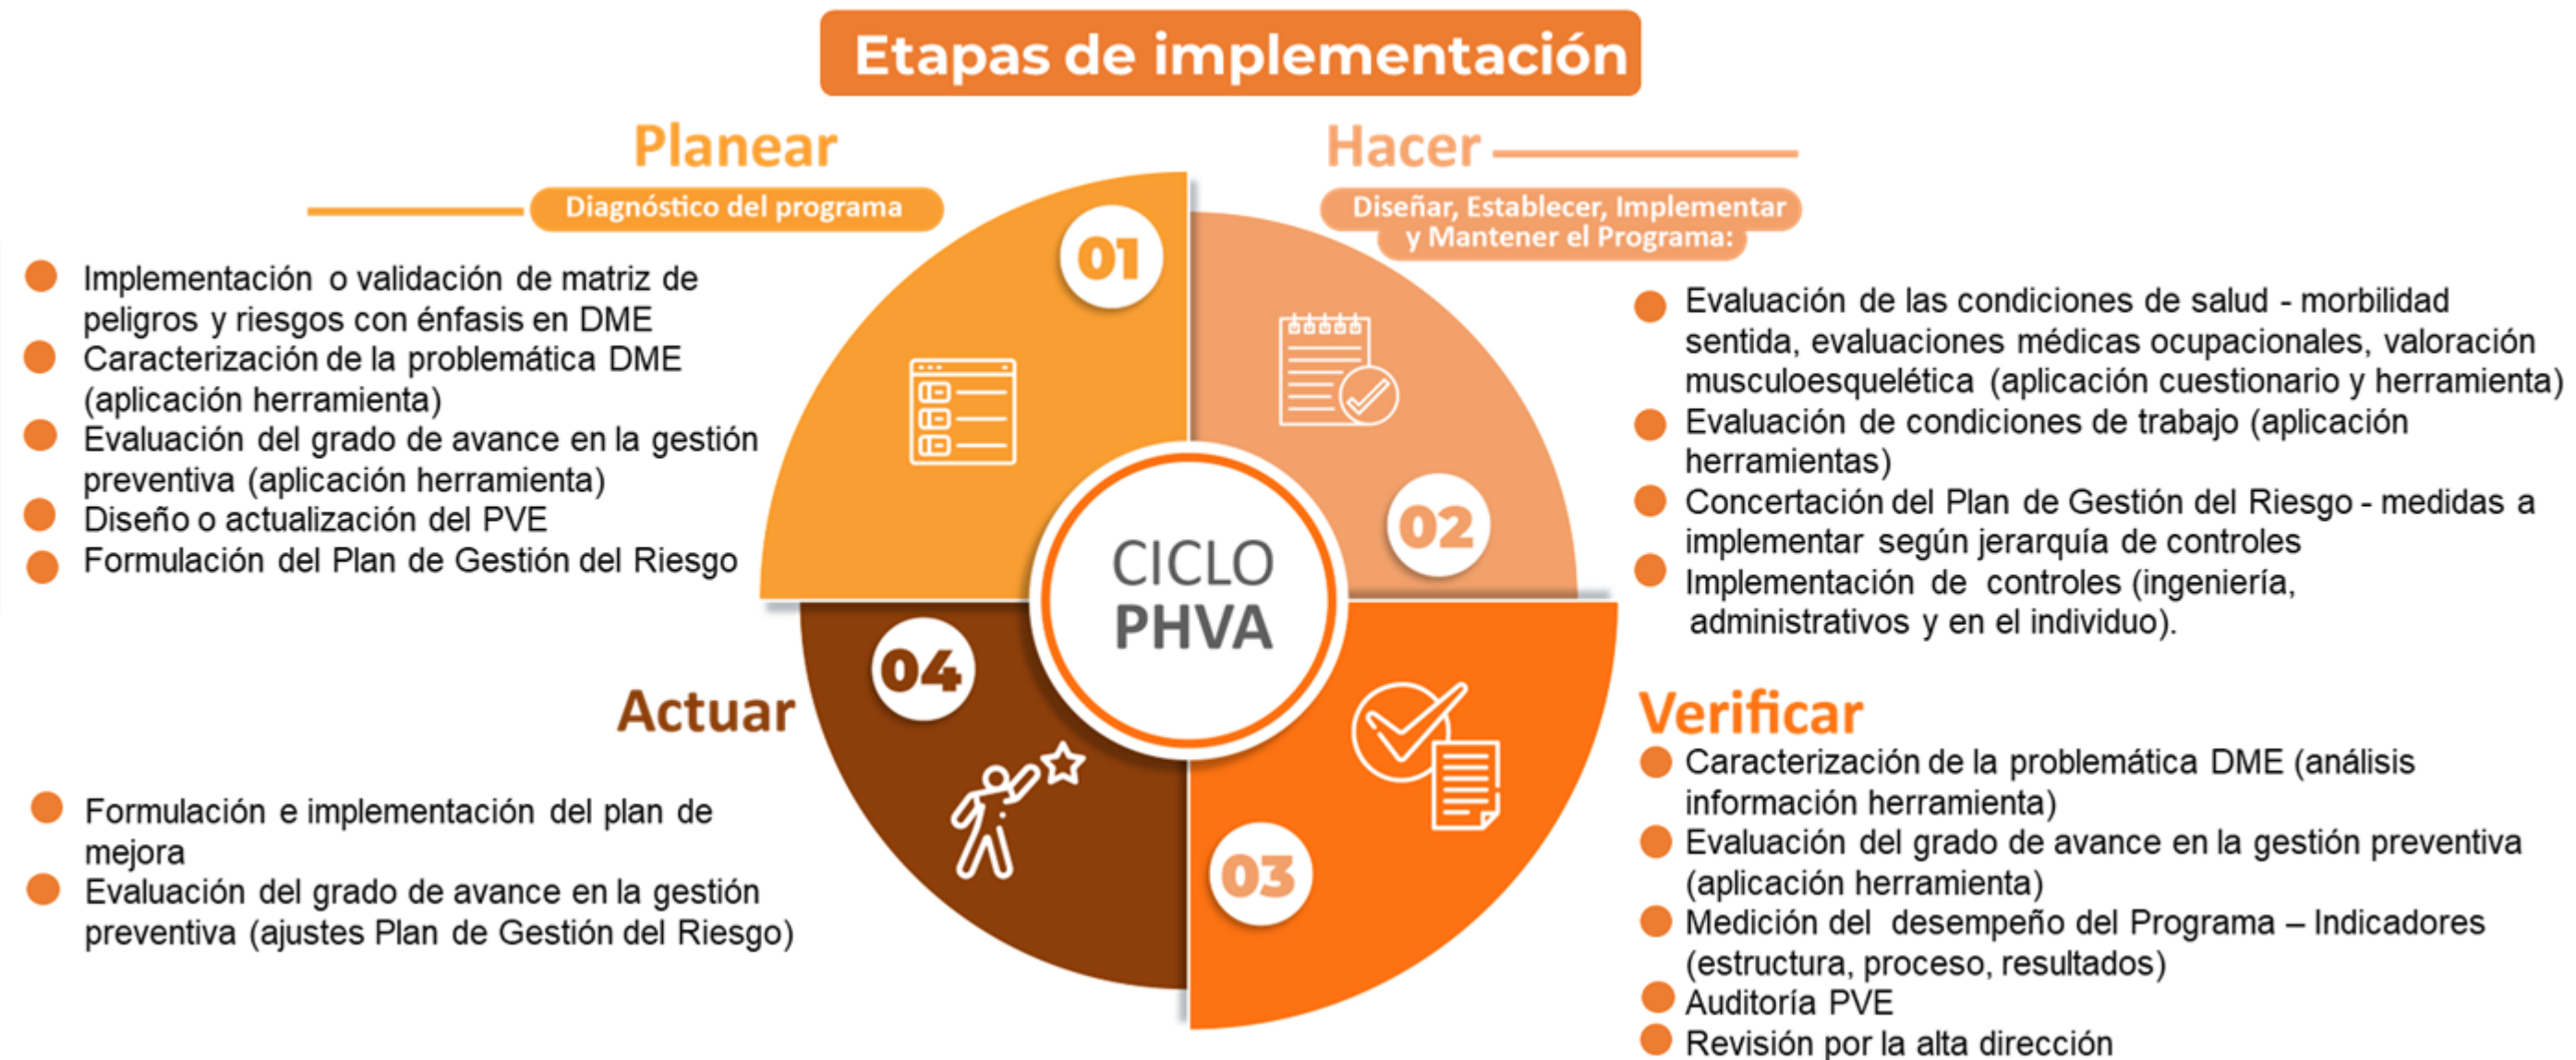 Etapas de implementación
Planear
Diagnóstico del programa
Implementación o validación de matriz de
peligros y riesgos con énfasis en DME
Caracterización de la problemática DME
(aplicación herramienta)
Evaluación del grado de avance en la gestión
preventiva (aplicación herramienta)
Diseño o actualización del PVE
Formulación del Plan de Gestión del Riesgo
01
Hacer
Diseñar, Establecer, Implementar
y Mantener el Programa:
Evaluación de las condiciones de salud - morbilidad
sentida, evaluaciones médicas ocupacionales, valoración
musculoesquelética (aplicación cuestionario y herramienta)
Evaluación de condiciones de trabajo (aplicación
herramientas)
Concertación del Plan de Gestión del Riesgo - medidas a
implementar según jerarquía de controles
Implementación de controles (ingeniería,
administrativos y en el individuo).
02
CICLO
PHVA
Verificar
Caracterización de la problemática DME (análisis
información herramienta)
Evaluación del grado de avance en la gestión preventiva
(aplicación herramienta)
Medición del desempeño del Programa – Indicadores
(estructura, proceso, resultados)
Auditoría PVE
Revisión por la alta dirección
03
04
Actuar
Formulación e implementación del plan de
mejora
Evaluación del grado de avance en la gestión
preventiva (ajustes Plan de Gestión del Riesgo)